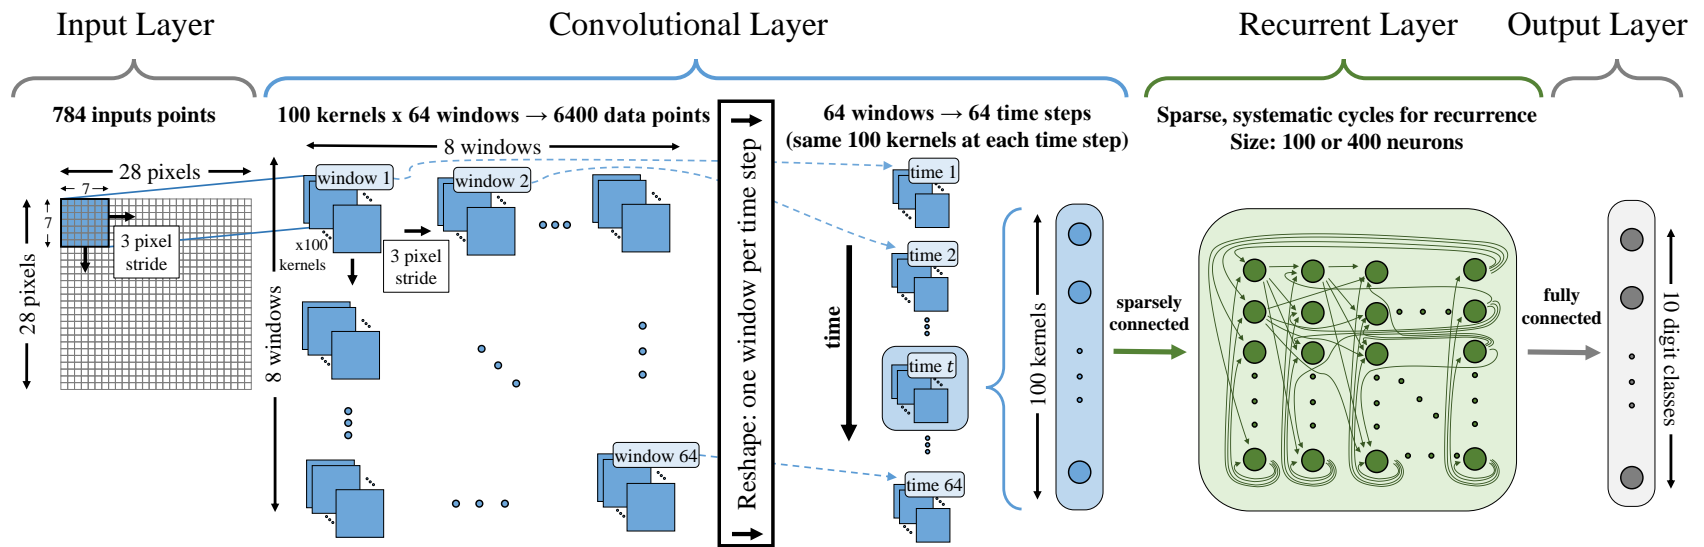 Input Layer
Convolutional Layer
Recurrent Layer
Output Layer
784 inputs points
28 pixels
7
7
28 pixels
3 pixel
stride
100 kernels x 64 windows → 6400 data points
8 windows
8 windows
window 1
window 2
x100
kernels
3 pixel
stride
window 64
Reshape: one window per time step
64 windows → 64 time steps
(same 100 kernels at each time step)
time 1
time 2
time
time t
time 64
100 kernels
sparsely
connected
Sparse, systematic cycles for recurrence
Size: 100 or 400 neurons
fully
connected
10 digit classes